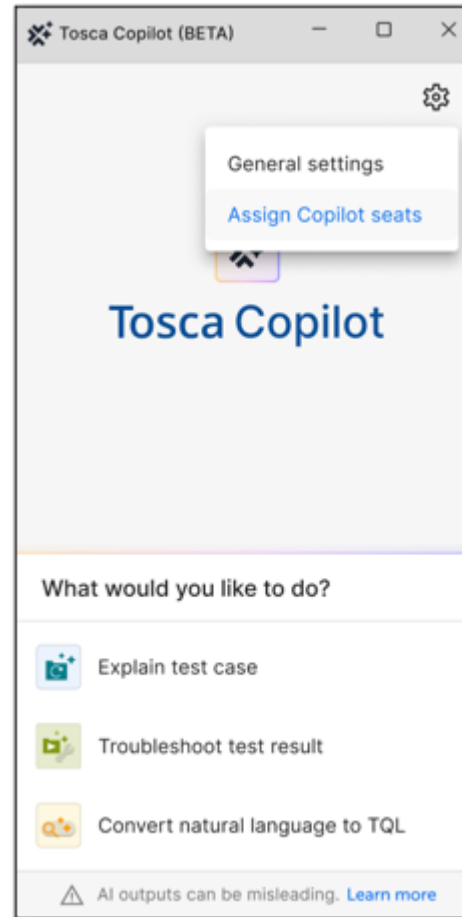 Tosca Copilot (BETA)
General settings
Assign Copilot seats
Tosca Copilot
What would you like to do?
Explain test case
Troubleshoot test result
Convert natural language to TQL
AI outputs can be misleading. Learn more